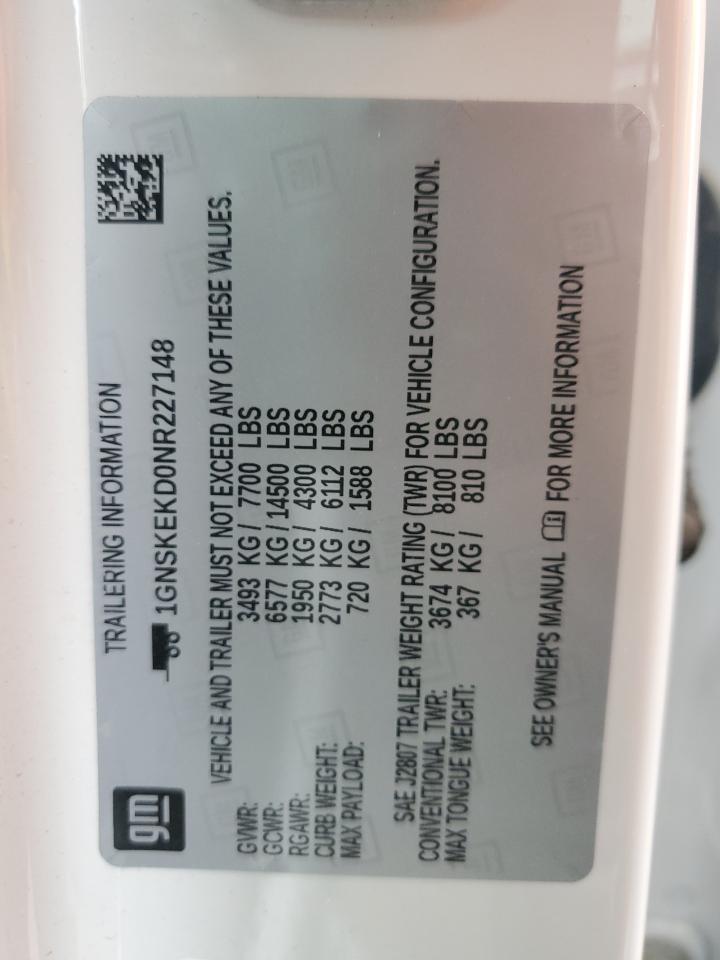 gm
TRAILERING INFORMATION
1GNSKEKD0NR227148
VEHICLE AND TRAILER MUST NOT EXCEED ANY OF THESE VALUES.
GVWR: 3493 KG / 7700 LBS
GCWR: 6577 KG / 14500 LBS
RGAWR: 1950 KG / 4300 LBS
CURB WEIGHT: 2773 KG / 6112 LBS
MAX PAYLOAD: 720 KG / 1588 LBS
SAE J2807 TRAILER WEIGHT RATING (TWR) FOR VEHICLE CONFIGURATION.
CONVENTIONAL TWR: 3674 KG / 8100 LBS
MAX TONGUE WEIGHT: 367 KG / 810 LBS
SEE OWNER'S MANUAL FOR MORE INFORMATION